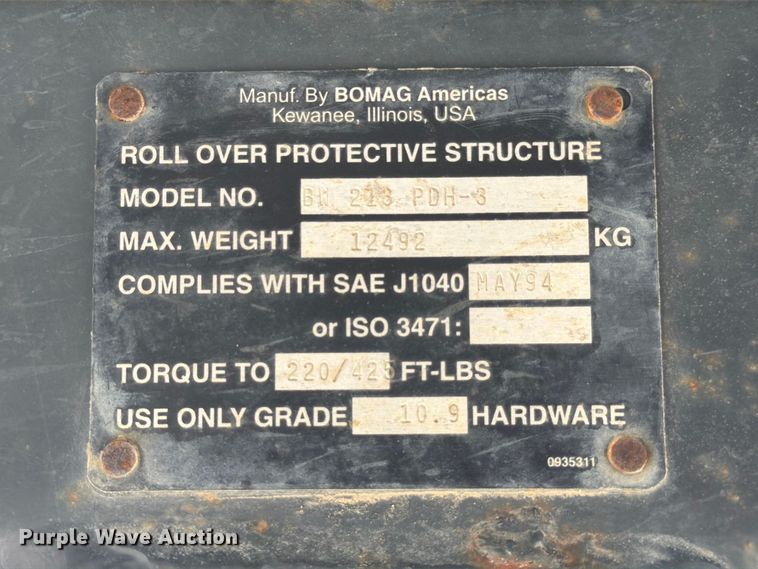 Manuf. By BOMAG Americas
Kewanee, Illinois, USA
ROLL OVER PROTECTIVE STRUCTURE
MODEL NO. BW 213 PDH-3
MAX. WEIGHT 12492 KG
COMPLIES WITH SAE J1040 MAY94
or ISO 3471:
TORQUE TO 220/425 FT-LBS
USE ONLY GRADE 10.9 HARDWARE
0935311
Purple Wave Auction